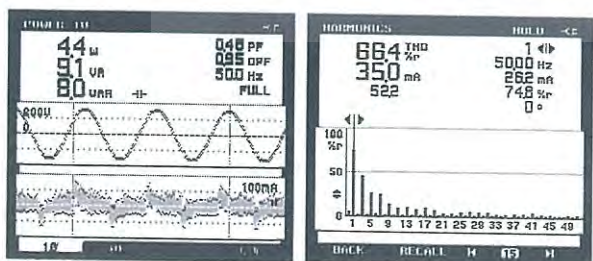 POWER 1Ø
4.4 W
9.1 VA
8.0 VAR
0.48 PF
0.95 DPF
50.0 Hz
FULL
200V
0
100mA
HARMONICS
HOLD
66.4 THD %r
35.0 mA
52.2
1
50.00 Hz
26.2 mA
74.8 %r
0°
100
%r
50
1 5 9 13 17 21 25 29 33 37 41 45 49
BACK RECALL 15